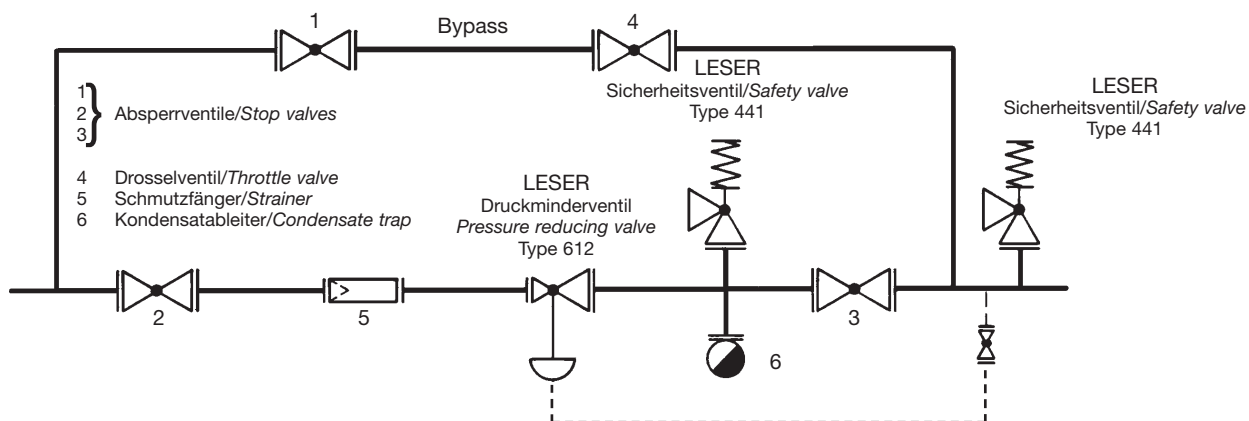 1
Bypass
4
LESER
Sicherheitsventil/Safety valve
Type 441
LESER
Sicherheitsventil/Safety valve
Type 441
1
2 Absperrventile/Stop valves
3
4 Drosselventil/Throttle valve
5 Schmutzfänger/Strainer
6 Kondensatableiter/Condensate trap
LESER
Druckminderventil
Pressure reducing valve
Type 612
2
5
3
6